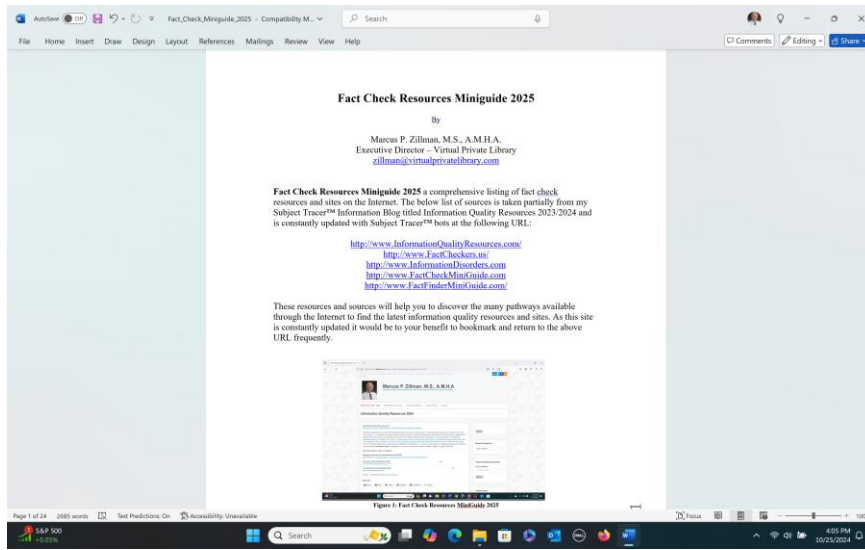 AutoSave Off Fact_Check_Miniguide_2025 - Compatibility M... Search
File Home Insert Draw Design Layout References Mailings Review View Help Comments Editing Share
Fact Check Resources Miniguide 2025
By
Marcus P. Zillman, M.S., A.M.H.A.
Executive Director – Virtual Private Library
zillman@virtualprivatelibrary.com
Fact Check Resources Miniguide 2025 a comprehensive listing of fact check
resources and sites on the Internet. The below list of sources is taken partially from my
Subject Tracer™ Information Blog titled Information Quality Resources 2023/2024 and
is constantly updated with Subject Tracer™ bots at the following URL:
http://www.InformationQualityResources.com/
http://www.FactCheckers.us/
http://www.InformationDisorders.com
http://www.FactCheckMiniGuide.com
http://www.FactFinderMiniGuide.com/
These resources and sources will help you to discover the many pathways available
through the Internet to find the latest information quality resources and sites. As this site
is constantly updated it would be to your benefit to bookmark and return to the above
URL frequently.
Marcus P. Zillman, M.S., A.M.H.A
Information Quality Resources 2023
Figure 1: Fact Check Resources MiniGuide 2025
Page 1 of 24 2685 words Text Predictions: On Accessibility: Unavailable Focus 100
S&P 500
+0.05%
Search
4:05 PM
10/25/2024